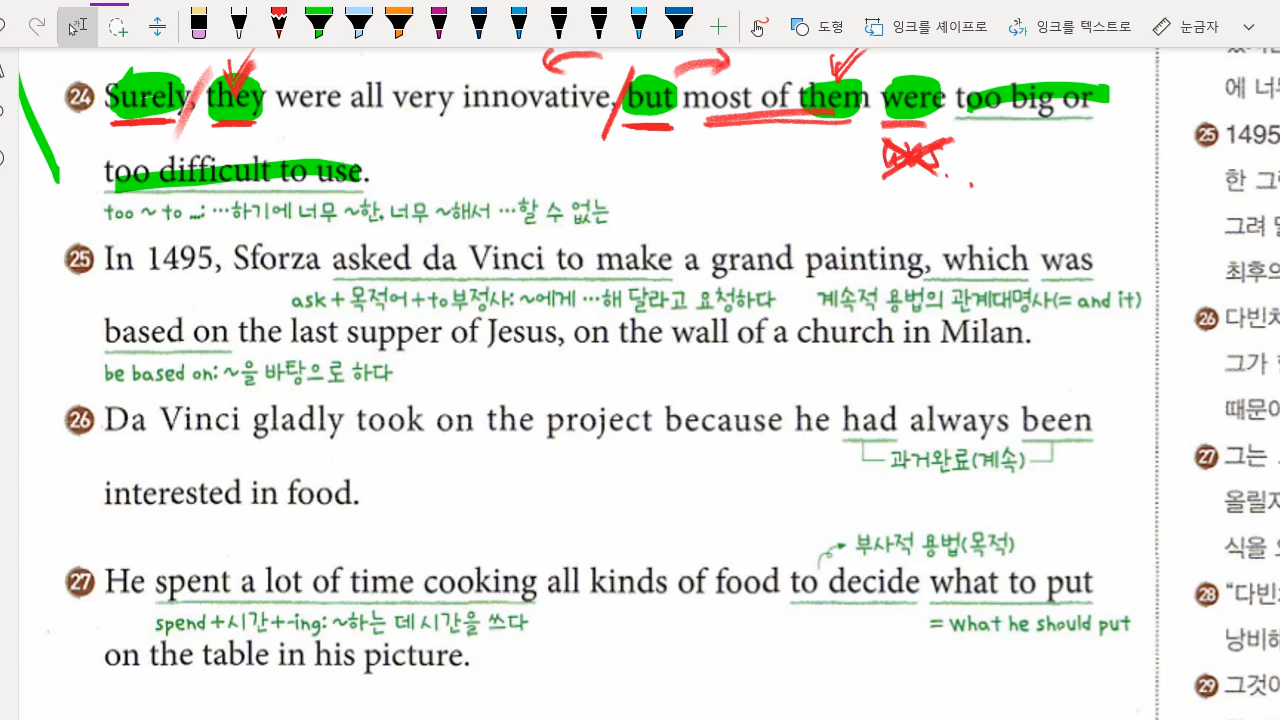 도형 잉크를 셰이프로 잉크를 텍스트로 눈금자
24 Surely, they were all very innovative, but most of them were too big or
too difficult to use.
too ~ to ...: …하기에 너무 ~한, 너무 ~해서 …할 수 없는
25 In 1495, Sforza asked da Vinci to make a grand painting, which was
ask+목적어+to부정사: ~에게 …해 달라고 요청하다 계속적 용법의 관계대명사(= and it)
based on the last supper of Jesus, on the wall of a church in Milan.
be based on: ~을 바탕으로 하다
26 Da Vinci gladly took on the project because he had always been
과거완료(계속)
interested in food.
부사적 용법(목적)
27 He spent a lot of time cooking all kinds of food to decide what to put
spend+시간+-ing: ~하는 데 시간을 쓰다 = what he should put
on the table in his picture.
에 너
25 1495
한 그
그려 달
최후의
26 다빈치
그가 
때문이
27 그는
올릴지
식을
28 “다빈
낭비해
29 그것이